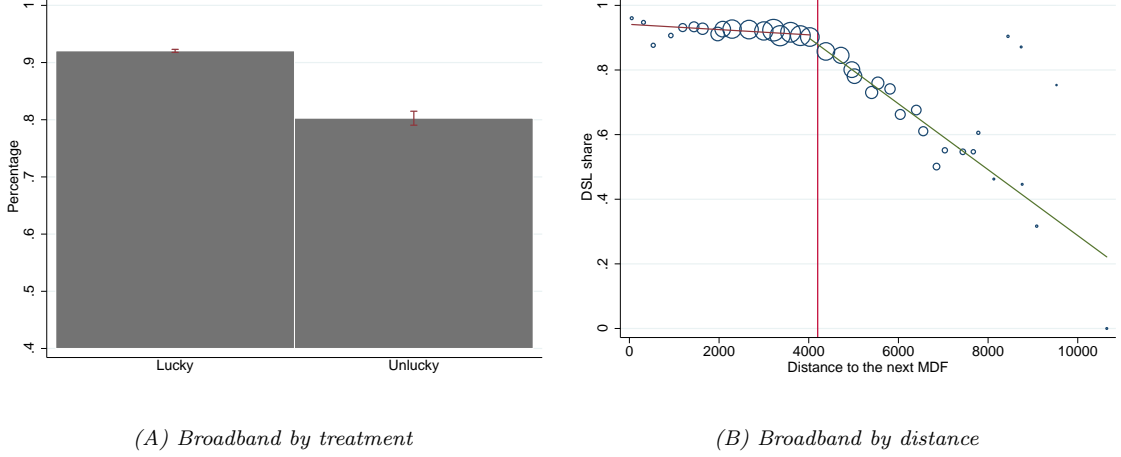 Percentage
.4
.5
.6
.7
.8
.9
1
Lucky
Unlucky
(A) Broadband by treatment
DSL share
0
.2
.4
.6
.8
1
0 2000 4000 6000 8000 10000
Distance to the next MDF
(B) Broadband by distance